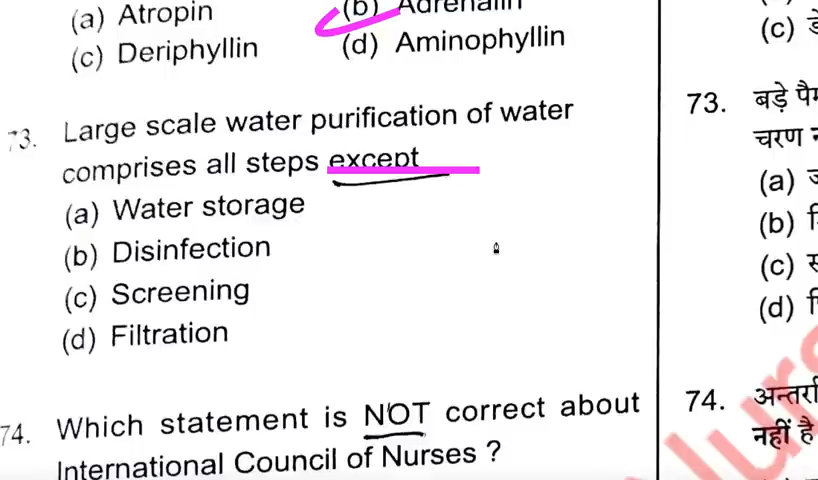 (a) Atropin
(b) Adrenalin
(c) Deriphyllin
(d) Aminophyllin
73. Large scale water purification of water
comprises all steps except
(a) Water storage
(b) Disinfection
(c) Screening
(d) Filtration
74. Which statement is NOT correct about
International Council of Nurses ?
(c)
73. बड़े
चरण
(a)
(b)
(c)
(d)
74.
नहीं है